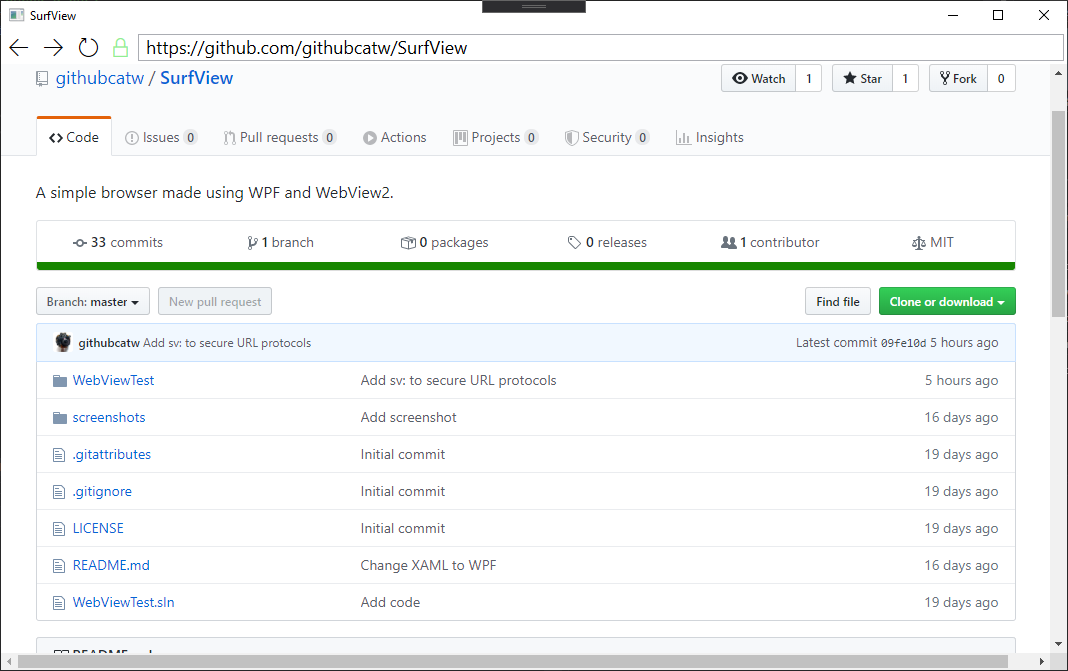 SurfView
https://github.com/githubcatw/SurfView
githubcatw / SurfView Watch 1 Star 1 Fork 0
Code Issues 0 Pull requests 0 Actions Projects 0 Security 0 Insights
A simple browser made using WPF and WebView2.
33 commits 1 branch 0 packages 0 releases 1 contributor MIT
Branch: master New pull request Find file Clone or download
githubcatw Add sv: to secure URL protocols Latest commit 09fe10d 5 hours ago
WebViewTest Add sv: to secure URL protocols 5 hours ago
screenshots Add screenshot 16 days ago
.gitattributes Initial commit 19 days ago
.gitignore Initial commit 19 days ago
LICENSE Initial commit 19 days ago
README.md Change XAML to WPF 16 days ago
WebViewTest.sln Add code 19 days ago